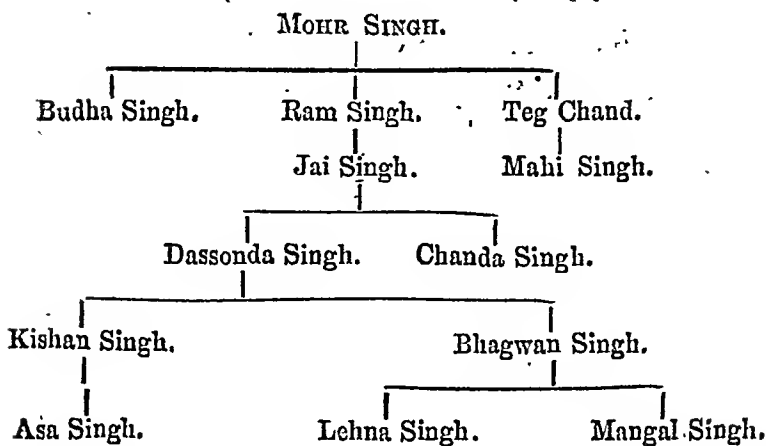 MOHR SINGH.
Budha Singh. Ram Singh. Teg Chand.
Jai Singh. Mahi Singh.
Dassonda Singh. Chanda Singh.
Kishan Singh. Bhagwan Singh.
Asa Singh. Lehna Singh. Mangal Singh.